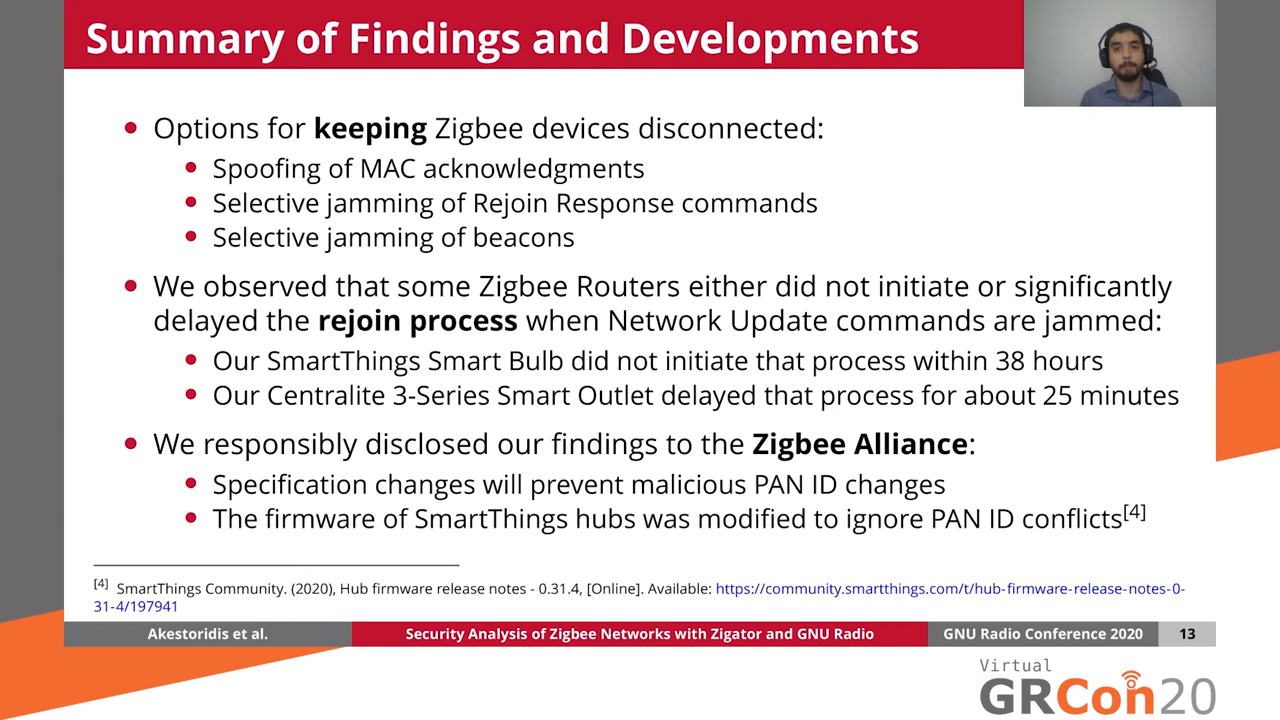 Summary of Findings and Developments
• Options for keeping Zigbee devices disconnected:
• Spoofing of MAC acknowledgments
• Selective jamming of Rejoin Response commands
• Selective jamming of beacons
• We observed that some Zigbee Routers either did not initiate or significantly
delayed the rejoin process when Network Update commands are jammed:
• Our SmartThings Smart Bulb did not initiate that process within 38 hours
• Our Centralite 3-Series Smart Outlet delayed that process for about 25 minutes
• We responsibly disclosed our findings to the Zigbee Alliance:
• Specification changes will prevent malicious PAN ID changes
• The firmware of SmartThings hubs was modified to ignore PAN ID conflicts[4]
[4] SmartThings Community. (2020), Hub firmware release notes - 0.31.4, [Online]. Available: https://community.smartthings.com/t/hub-firmware-release-notes-0-
31-4/197941
Akestoridis et al. Security Analysis of Zigbee Networks with Zigator and GNU Radio GNU Radio Conference 2020 13
Virtual
GRCon20